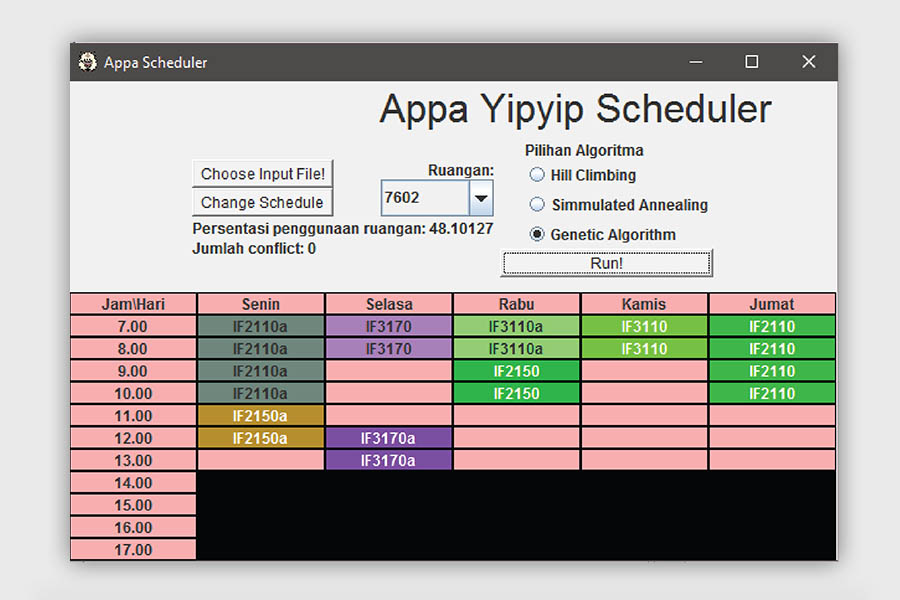 Appa Scheduler
Appa Yipyip Scheduler
Pilihan Algoritma
Choose Input File!
Ruangan:
Hill Climbing
Change Schedule
7602
Simmulated Annealing
Persentasi penggunaan ruangan: 48.10127
Genetic Algorithm
Jumlah conflict: 0
Run!
Jam\Hari Senin Selasa Rabu Kamis Jumat
7.00 IF2110a IF3170 IF3110a IF3110 IF2110
8.00 IF2110a IF3170 IF3110a IF3110 IF2110
9.00 IF2110a IF2150 IF2110
10.00 IF2110a IF2150 IF2110
11.00 IF2150a
12.00 IF2150a IF3170a
13.00 IF3170a
14.00
15.00
16.00
17.00